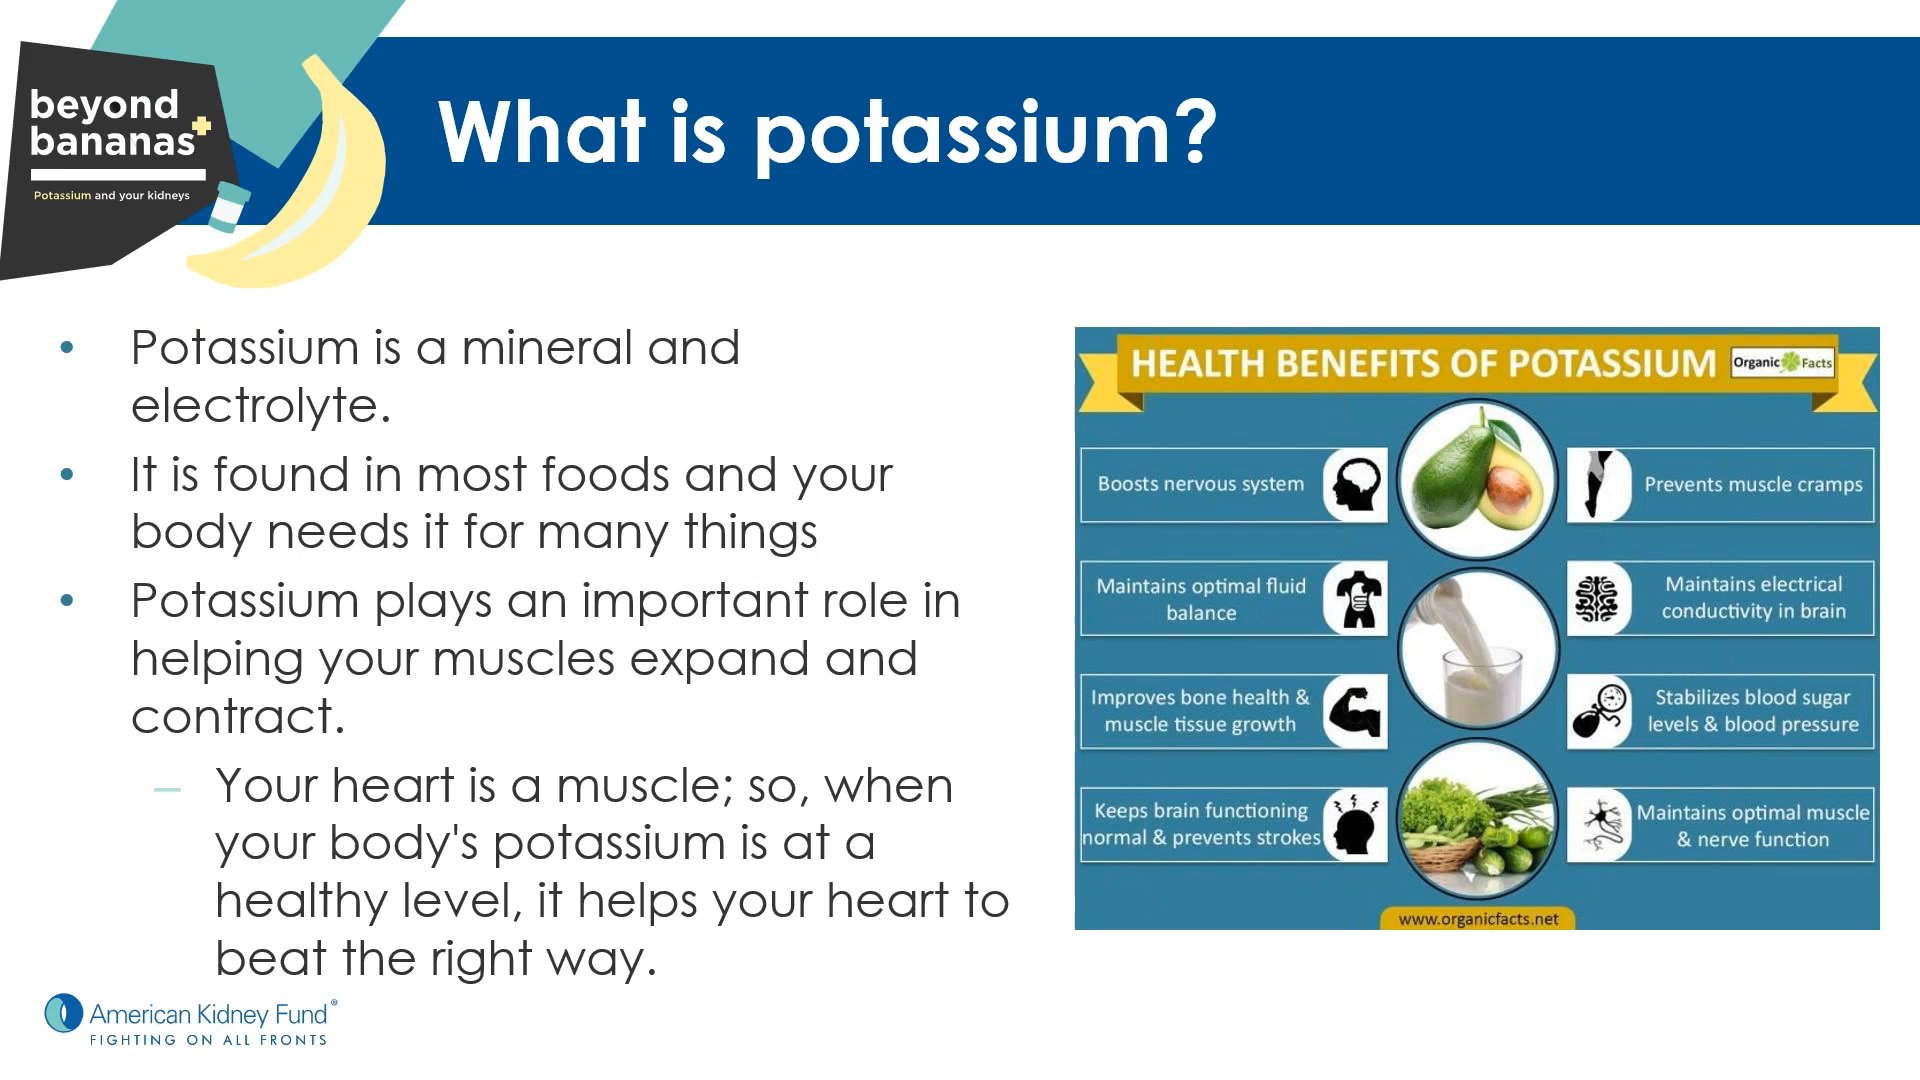 beyond
bananas
Potassium and your kidneys
What is potassium?
• Potassium is a mineral and
electrolyte.
• It is found in most foods and your
body needs it for many things
• Potassium plays an important role in
helping your muscles expand and
contract.
– Your heart is a muscle; so, when
your body's potassium is at a
healthy level, it helps your heart to
beat the right way.
HEALTH BENEFITS OF POTASSIUM
Organic Facts
Boosts nervous system
Prevents muscle cramps
Maintains optimal fluid
balance
Maintains electrical
conductivity in brain
Improves bone health &
muscle tissue growth
Stabilizes blood sugar
levels & blood pressure
Keeps brain functioning
normal & prevents strokes
Maintains optimal muscle
& nerve function
www.organicfacts.net
American Kidney Fund®
FIGHTING ON ALL FRONTS